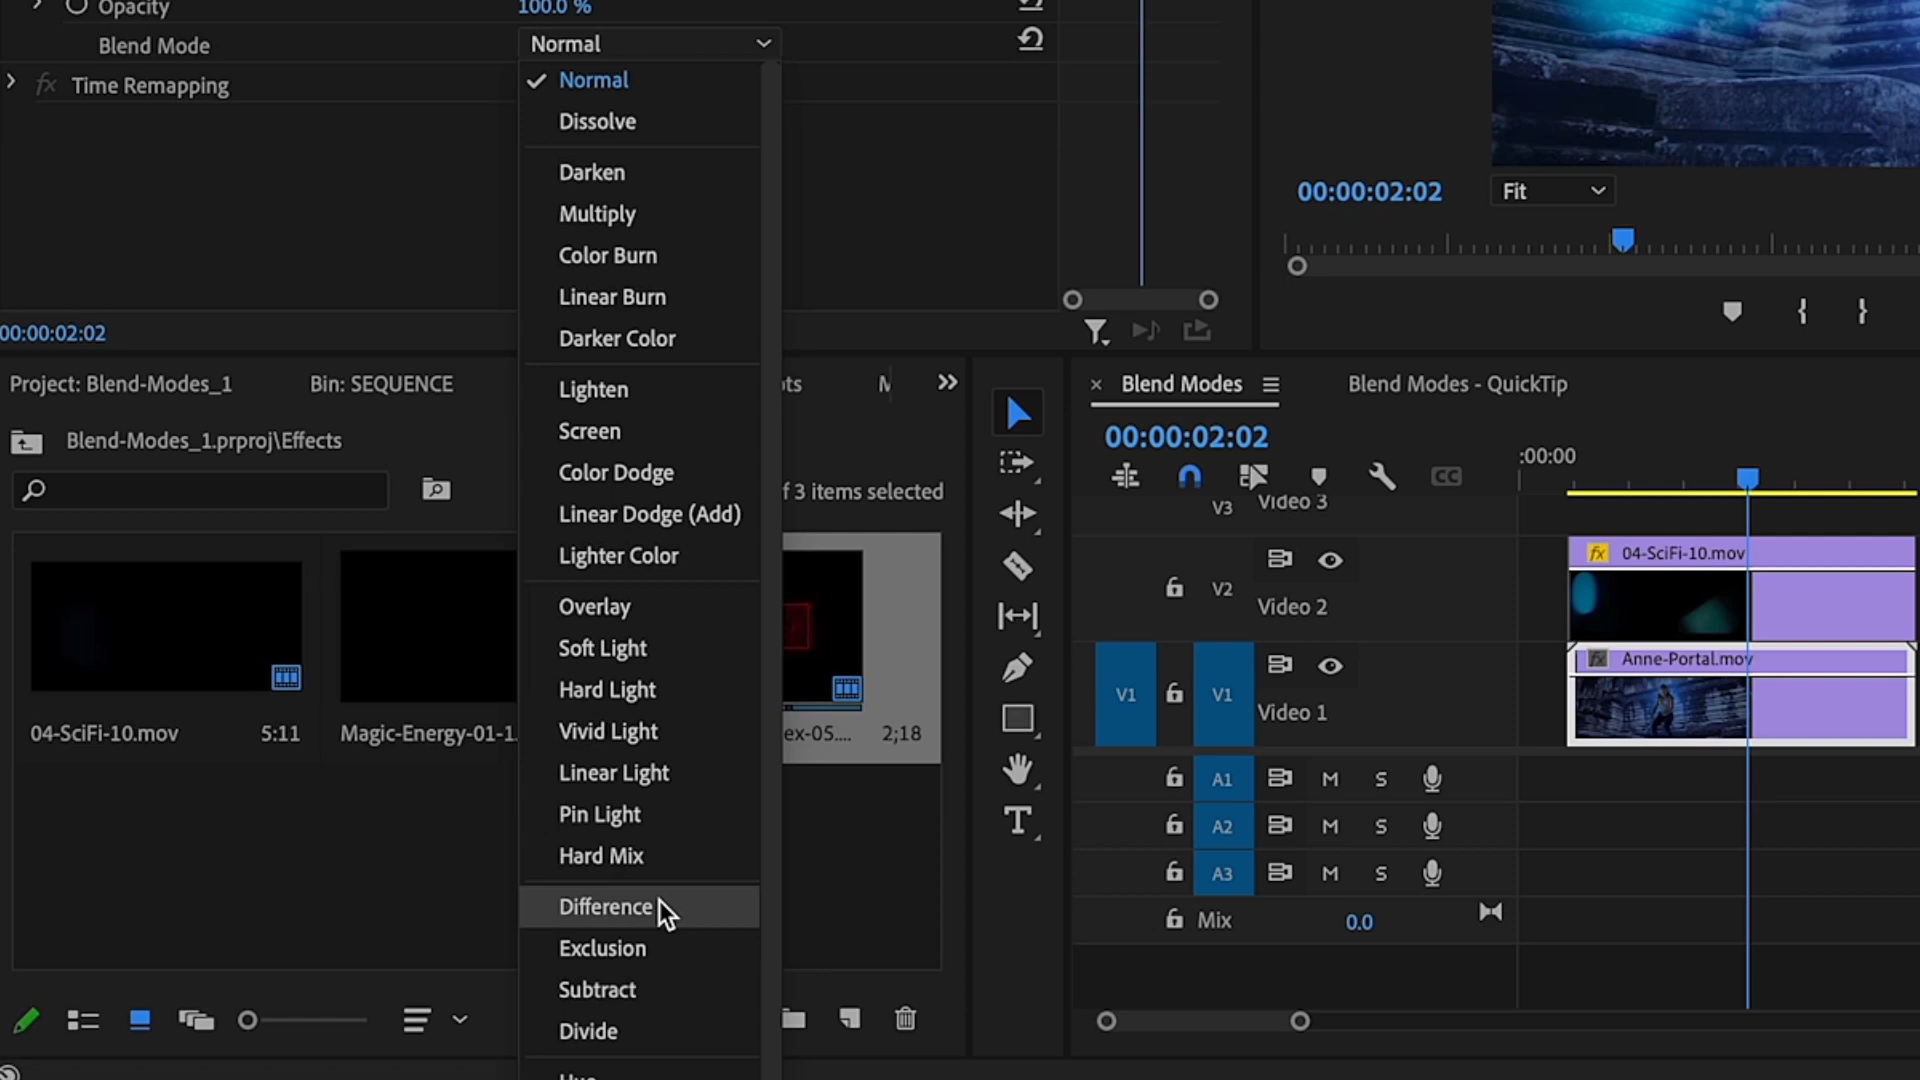 Opacity 100.0 %
Blend Mode Normal
fx Time Remapping
Normal
Dissolve
Darken
Multiply
Color Burn
Linear Burn
Darker Color
Lighten
Screen
Color Dodge
Linear Dodge (Add)
Lighter Color
Overlay
Soft Light
Hard Light
Vivid Light
Linear Light
Pin Light
Hard Mix
Difference
Exclusion
Subtract
Divide
00:00:02:02 Fit
00:00:02:02
Project: Blend-Modes_1 Bin: SEQUENCE
Blend-Modes_1.prproj\Effects
f 3 items selected
04-SciFi-10.mov 5:11 Magic-Energy-01-1. ex-05.... 2;18
Blend Modes Blend Modes - QuickTip
00:00:02:02
:00:00
CC
V3 Video 3
V2 Video 2
fx 04-SciFi-10.mov
V1 V1 Video 1
fx Anne-Portal.mov
A1 M S
A2 M S
A3 M S
Mix 0.0